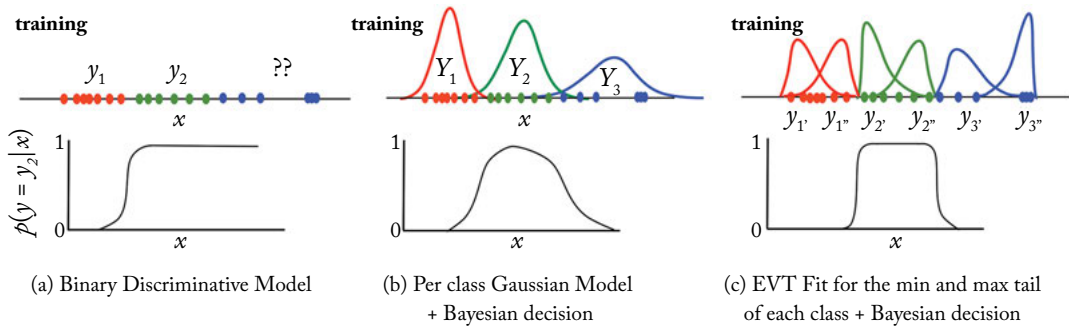 training
y₁ y₂ ??
x
p(y = y₂|x)
1
0
x
(a) Binary Discriminative Model
training
Y₁ Y₂ Y₃
x
1
0
x
(b) Per class Gaussian Model
+ Bayesian decision
training
y₁' y₁" y₂' y₂" y₃' y₃"
1
0
x
(c) EVT Fit for the min and max tail
of each class + Bayesian decision